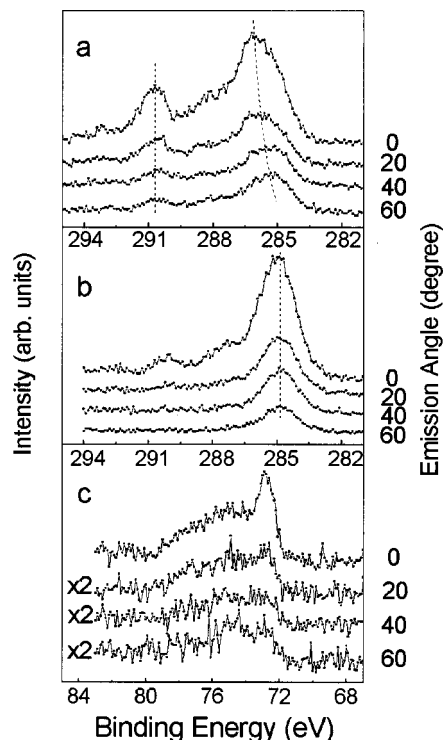 a
0
20
40
60
294 291 288 285 282
b
0
20
40
60
294 291 288 285 282
c
0
x2 20
x2 40
x2 60
84 80 76 72 68
Binding Energy (eV)
Intensity (arb. units)
Emission Angle (degree)